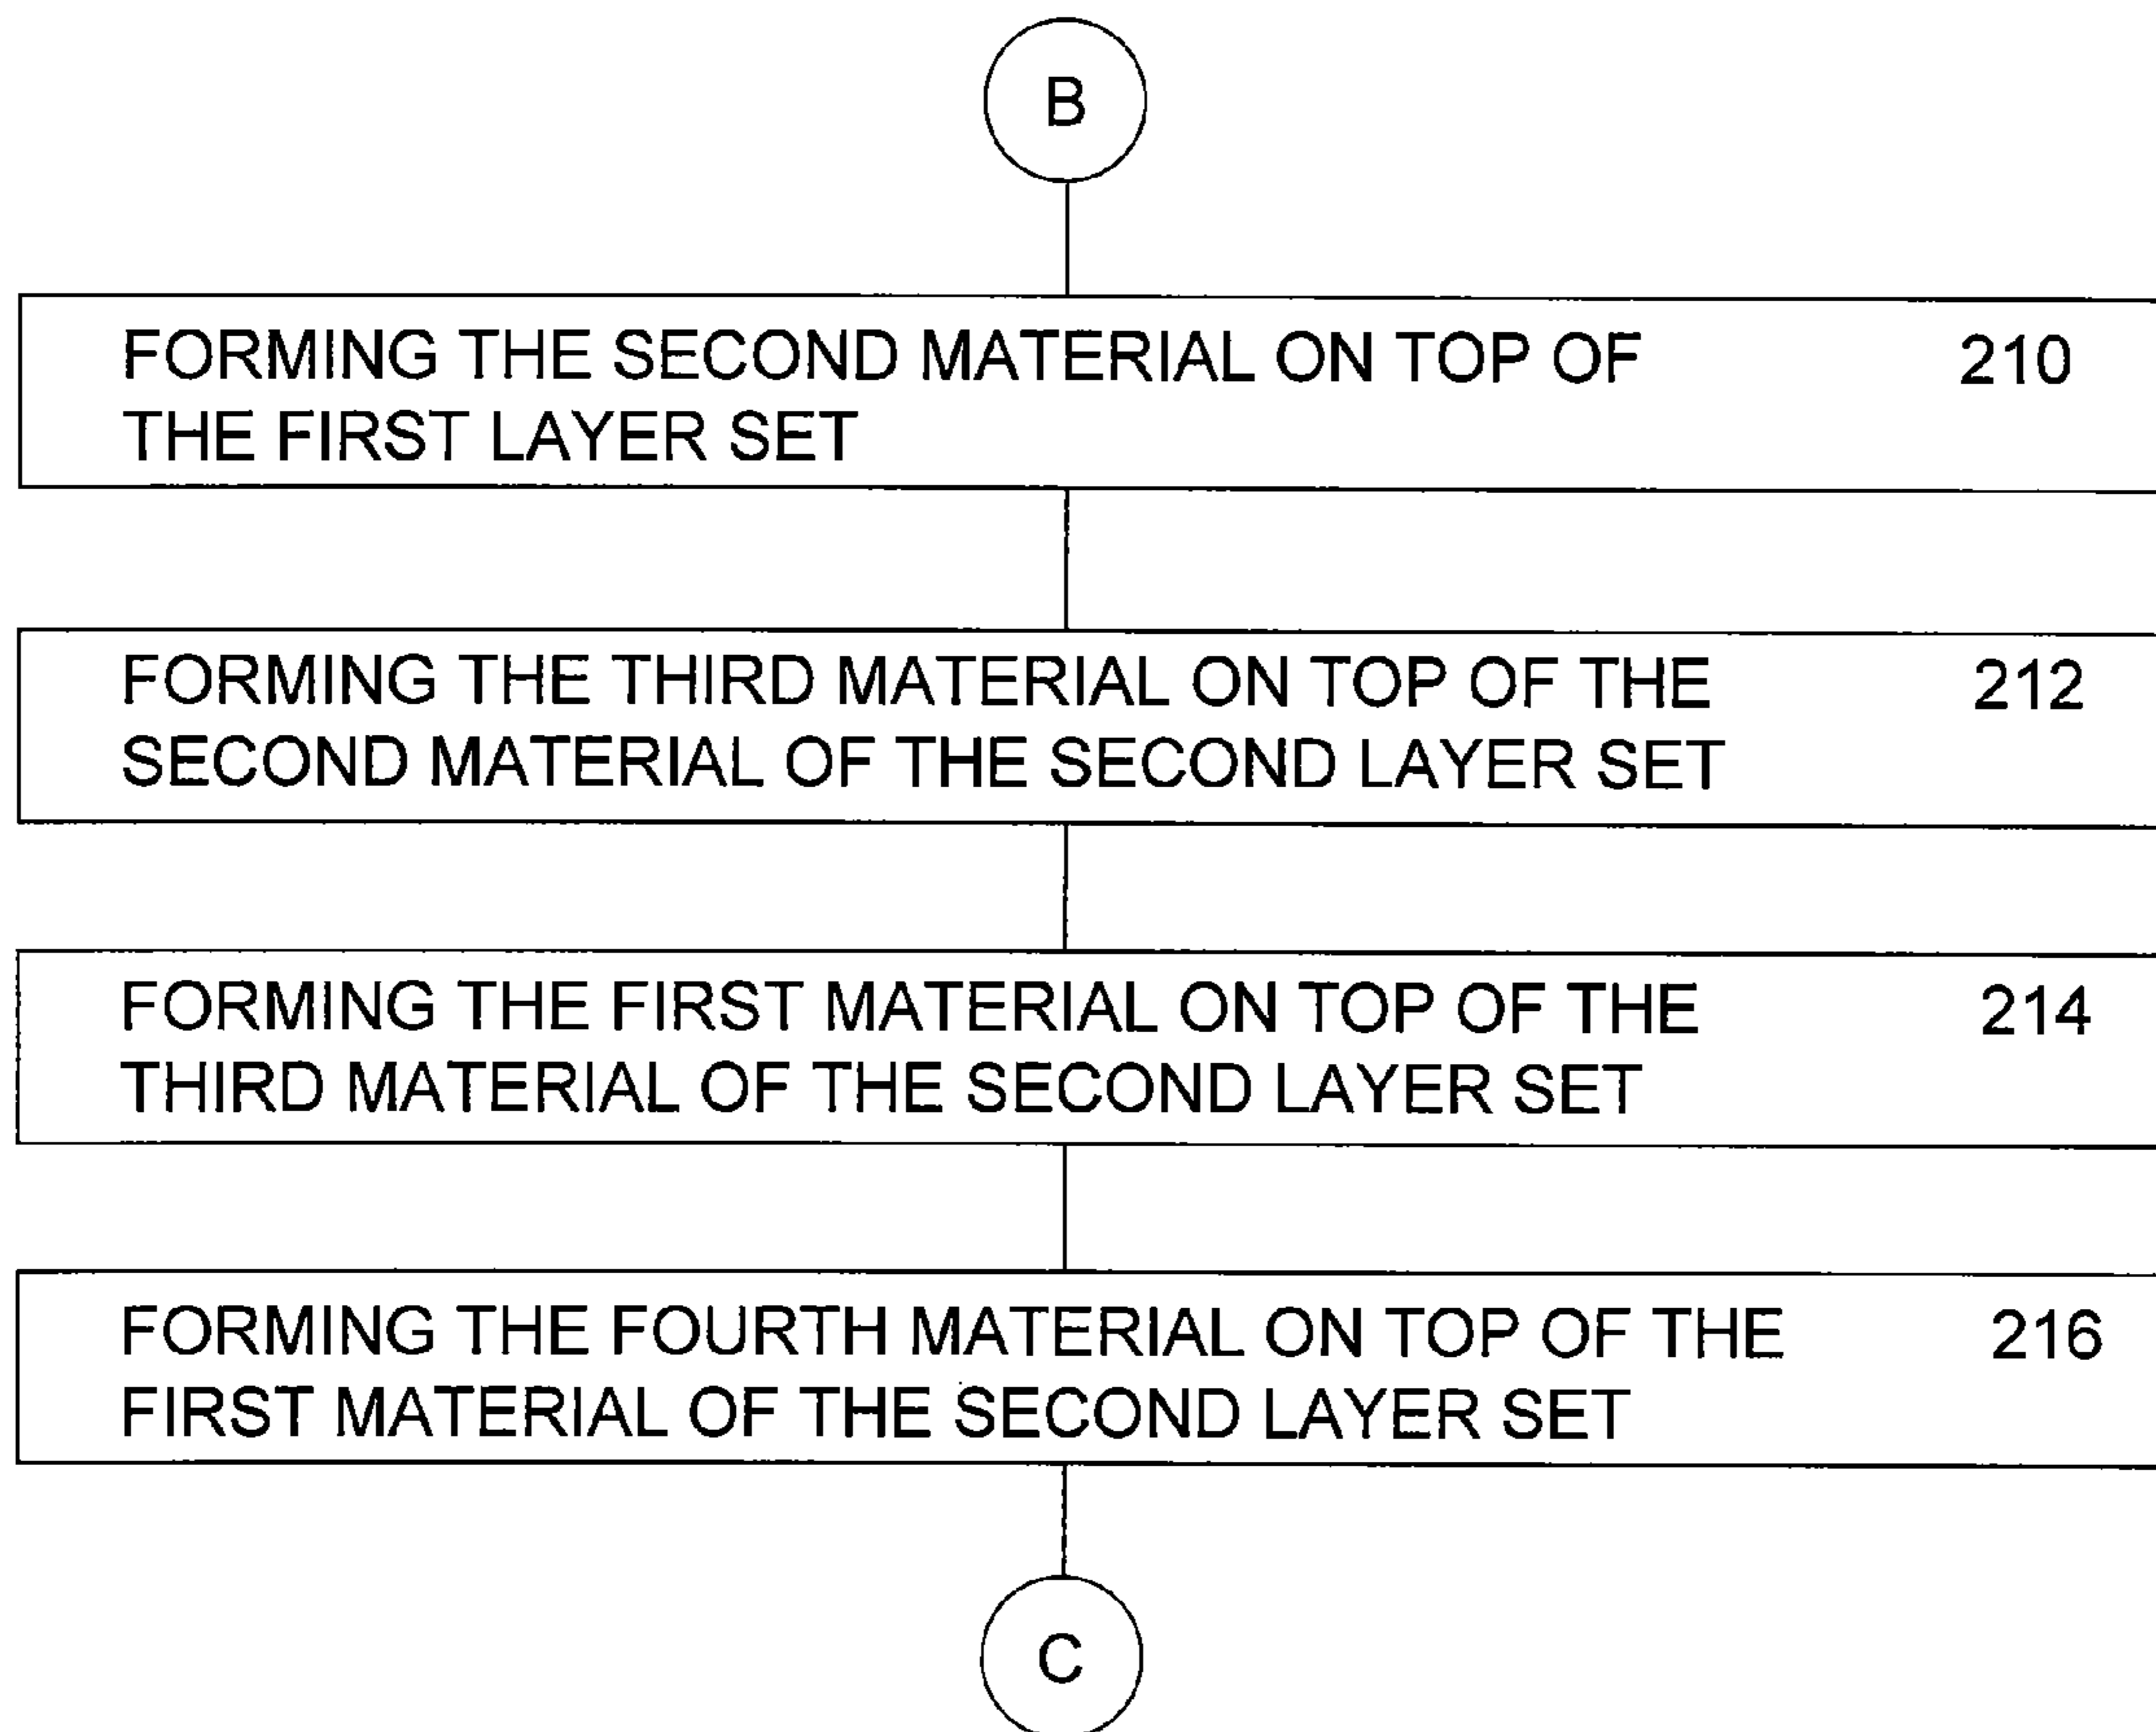 B
FORMING THE SECOND MATERIAL ON TOP OF 210
THE FIRST LAYER SET
FORMING THE THIRD MATERIAL ON TOP OF THE 212
SECOND MATERIAL OF THE SECOND LAYER SET
FORMING THE FIRST MATERIAL ON TOP OF THE 214
THIRD MATERIAL OF THE SECOND LAYER SET
FORMING THE FOURTH MATERIAL ON TOP OF THE 216
FIRST MATERIAL OF THE SECOND LAYER SET
C